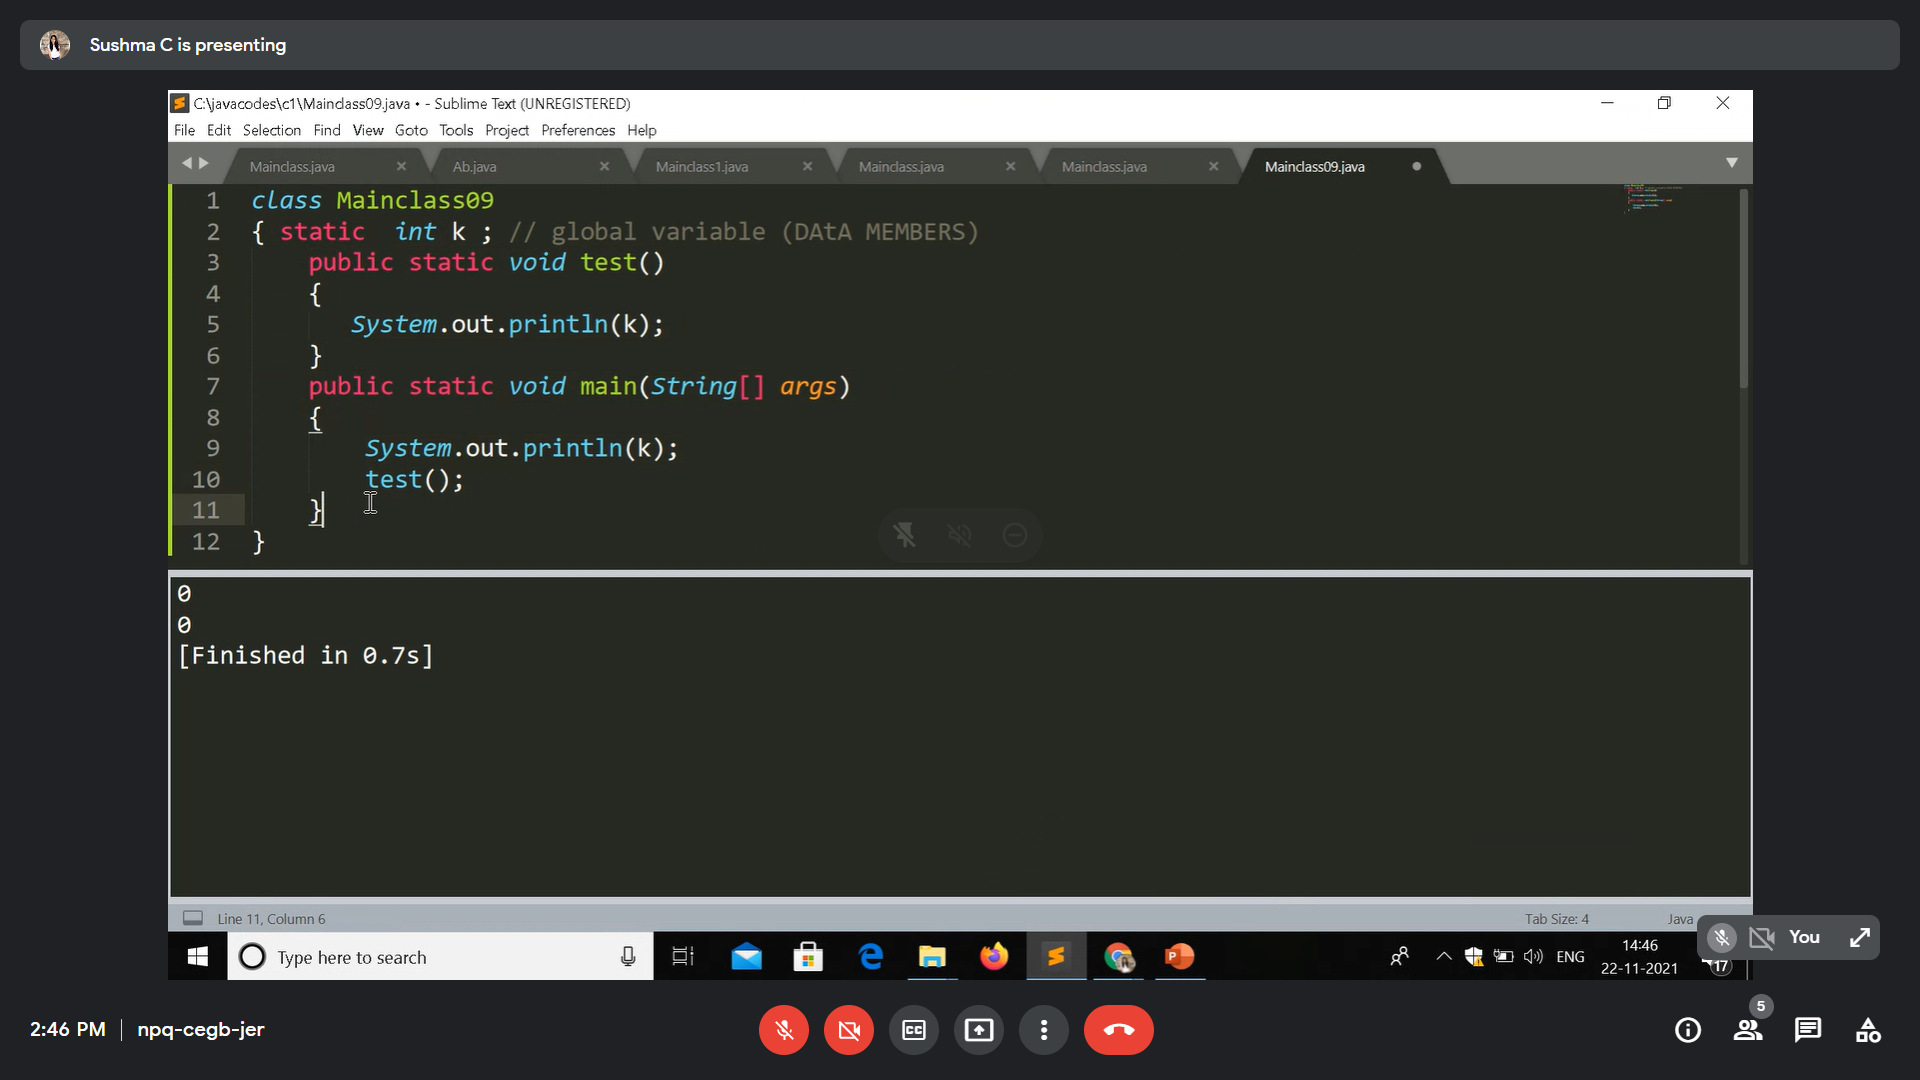 Sushma C is presenting
C:\javacodes\c1\Mainclass09.java • - Sublime Text (UNREGISTERED)
File Edit Selection Find View Goto Tools Project Preferences Help
Mainclass.java Ab.java Mainclass1.java Mainclass.java Mainclass.java Mainclass09.java
1 class Mainclass09
2 { static  int k ; // global variable (DAtA MEMBERS)
3 public static void test()
4 {
5 System.out.println(k);
6 }
7 public static void main(String[] args)
8 {
9 System.out.println(k);
10 test();
11 }
12 }
0
0
[Finished in 0.7s]
Line 11, Column 6 Tab Size: 4 Java
Type here to search ENG 14:46
22-11-2021 17
You
2:46 PM npq-cegb-jer 5